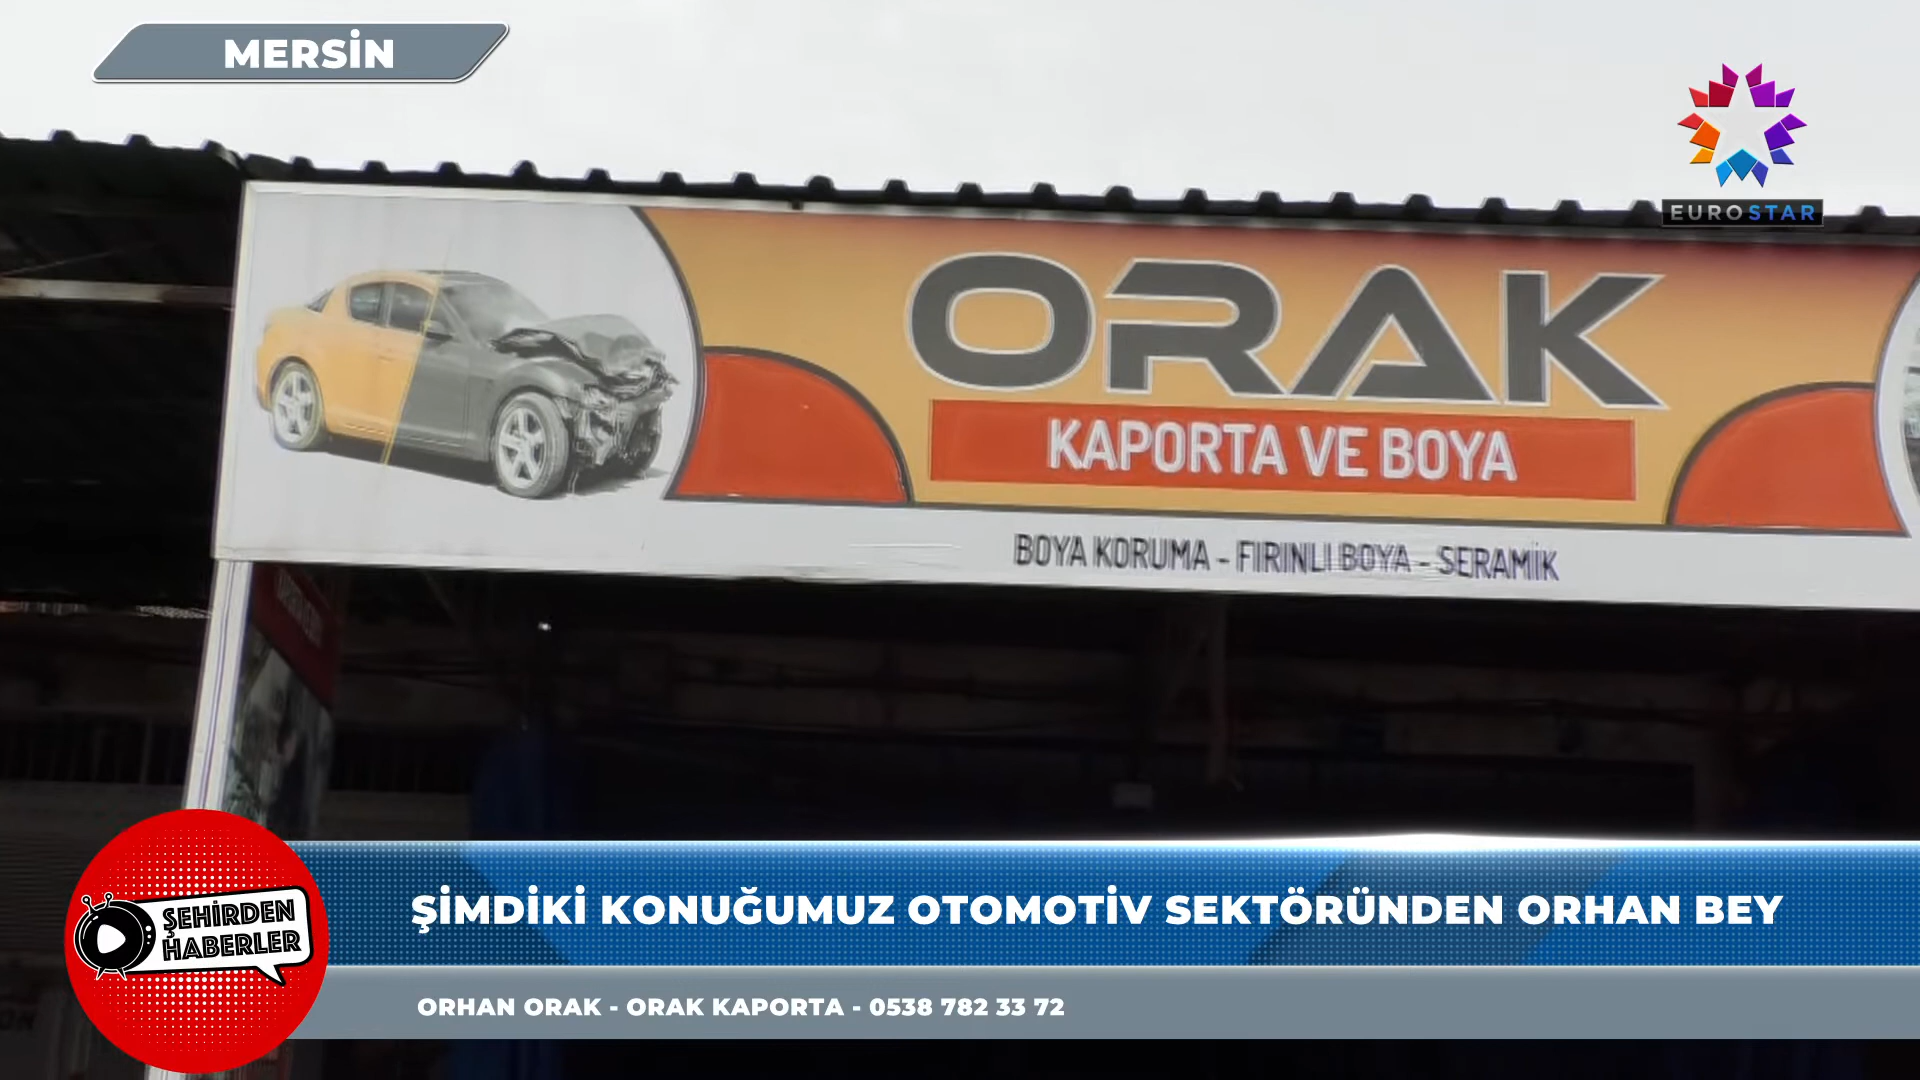 MERSİN
EUROSTAR
ORAK
KAPORTA VE BOYA
BOYA KORUMA - FIRINLI BOYA - SERAMİK
ŞEHİRDEN
HABERLER
ŞİMDİKİ KONUĞUMUZ OTOMOTİV SEKTÖRÜNDEN ORHAN BEY
ORHAN ORAK - ORAK KAPORTA - 0538 782 33 72